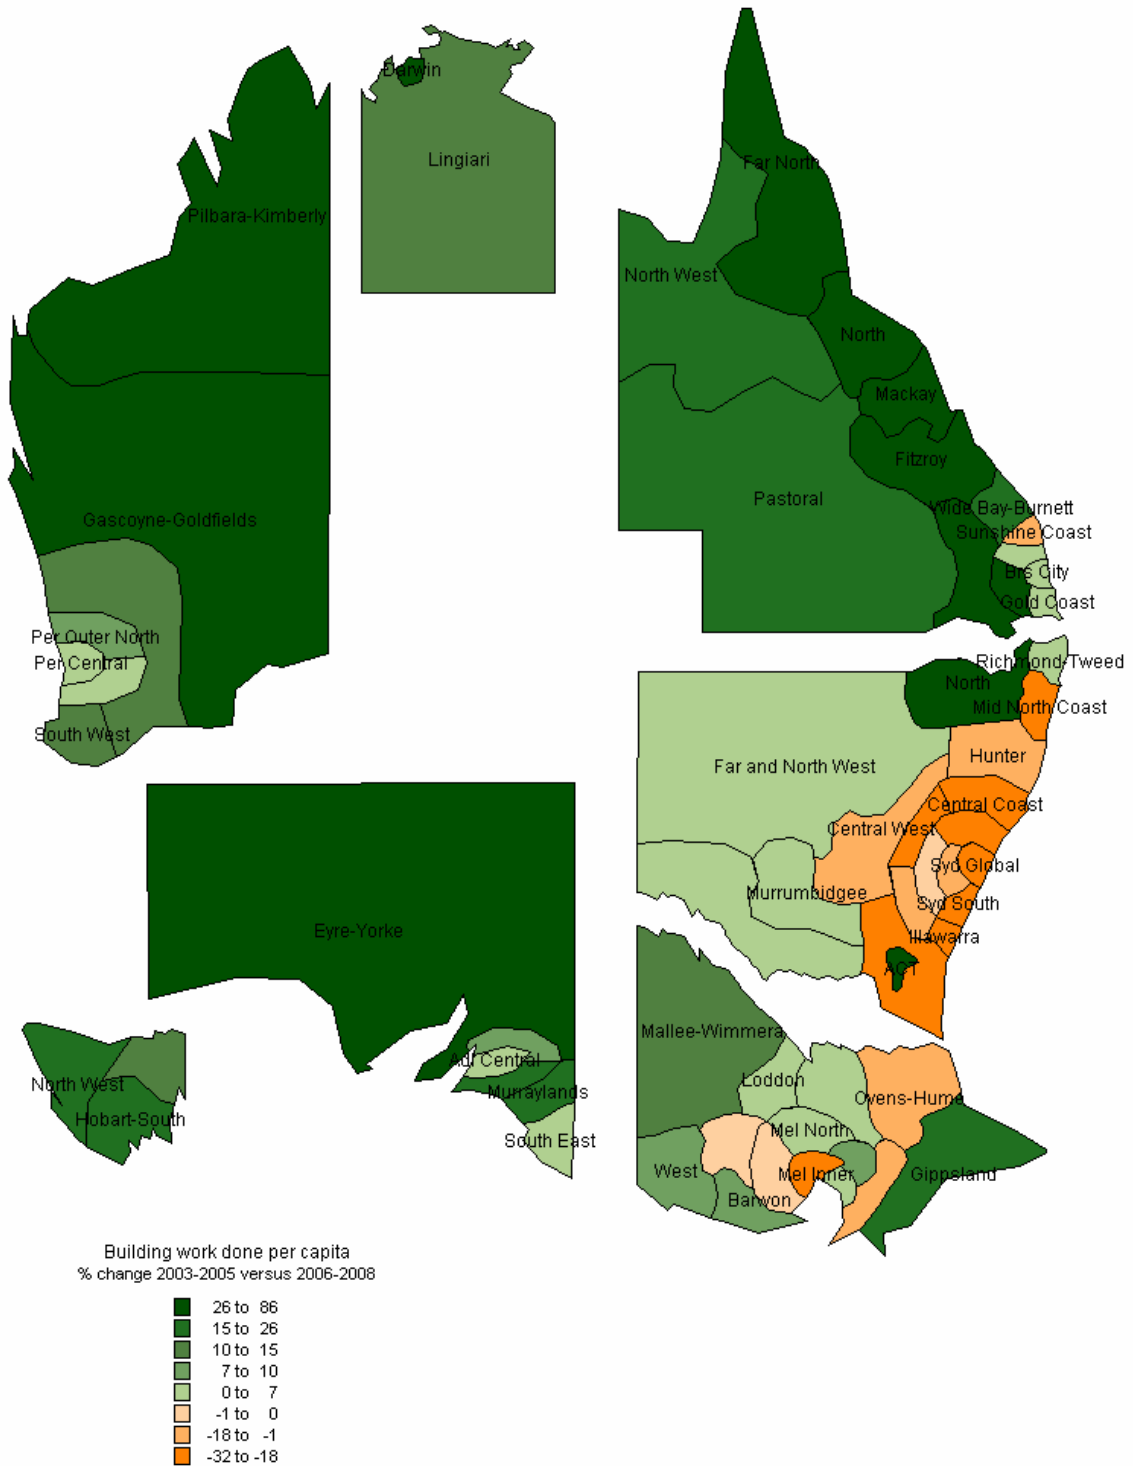 Darwin
Lingiari
Far North
Pilbara-Kimberly
North West
North
Mackay
Fitzroy
Pastoral
Wide Bay-Burnett
Gascoyne-Goldfields
Sunshine Coast
Brs City
Gold Coast
Per Outer North
Per Central
Richmond-Tweed
North
Mid North Coast
South West
Hunter
Far and North West
Central Coast
Central West
Syd Global
Murrumbidgee
Syd South
Eyre-Yorke
Illawarra
ACT
Mallee-Wimmera
Adl Central
North West
Loddon
Murraylands
Ovens-Hume
Hobart-South
Mel North
South East
West
Mel Inner
Gippsland
Barwon
Building work done per capita
% change 2003-2005 versus 2006-2008
26 to 86
15 to 26
10 to 15
7 to 10
0 to 7
-1 to 0
-18 to -1
-32 to -18